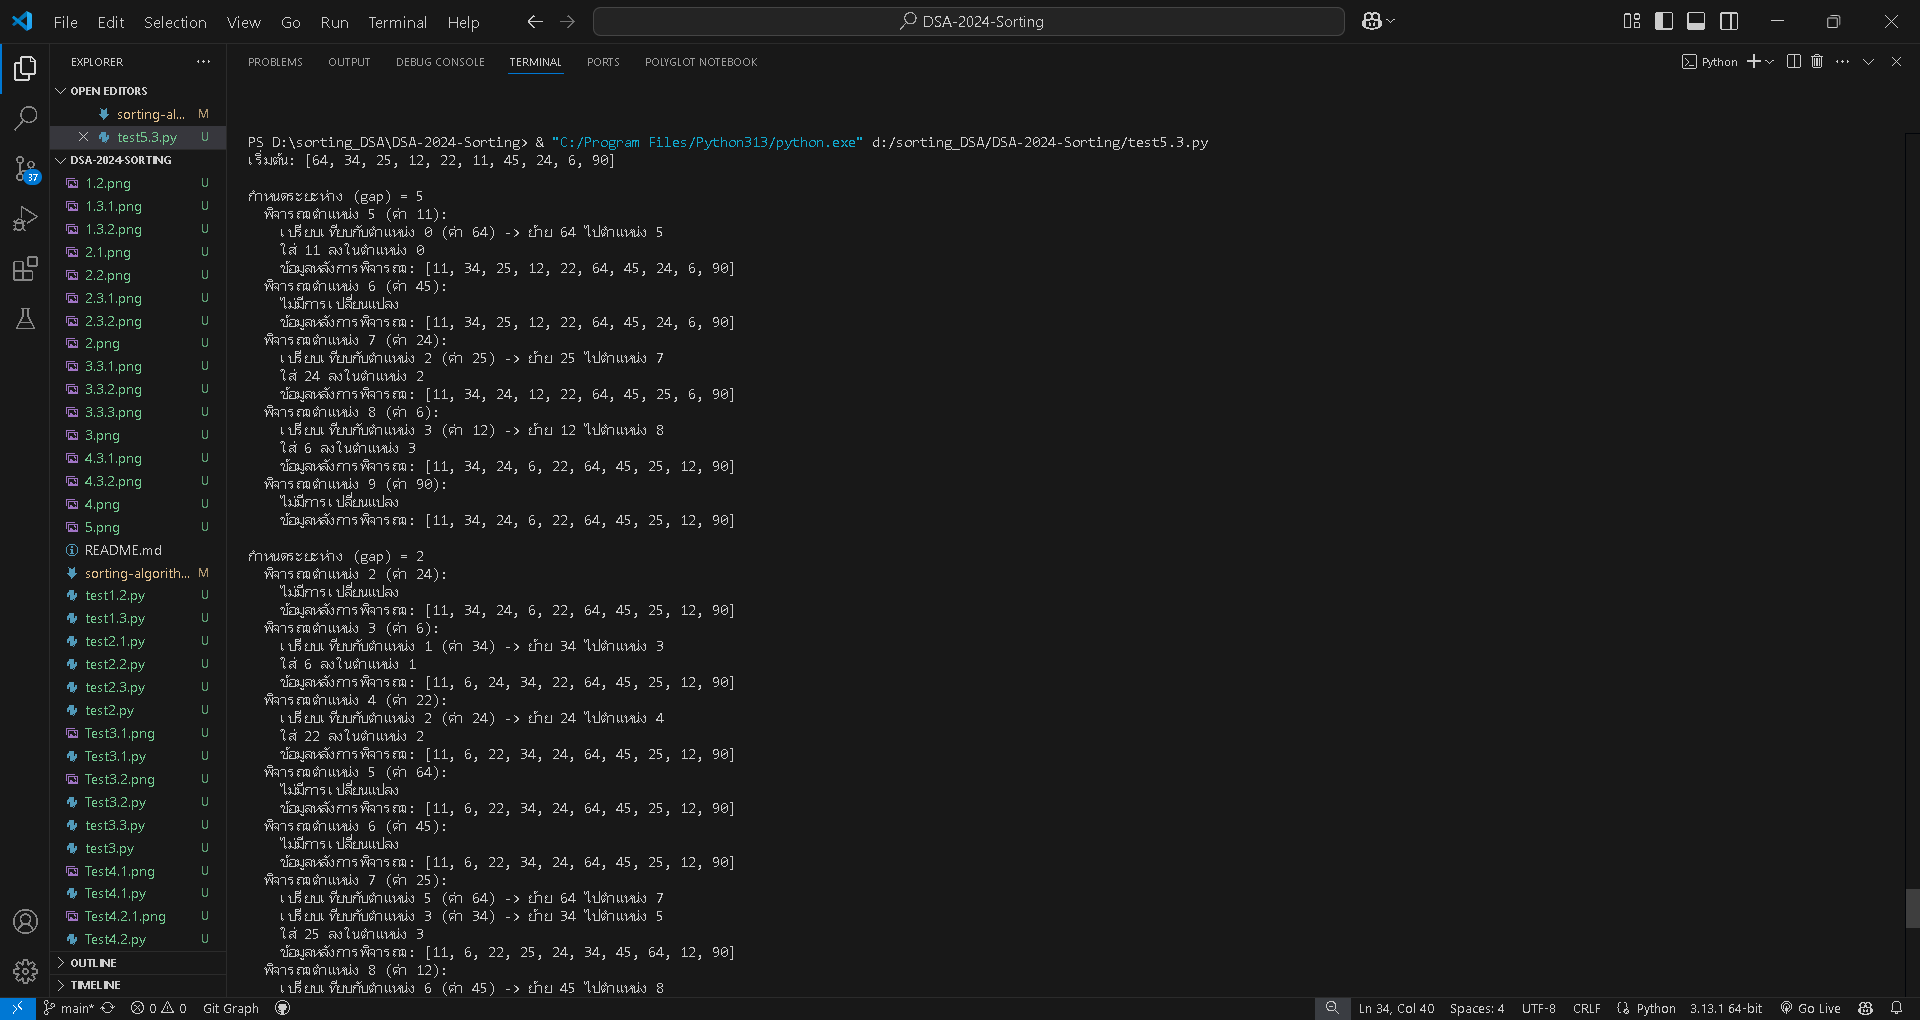 File Edit Selection View Go Run Terminal Help
DSA-2024-Sorting
EXPLORER
OPEN EDITORS
sorting-al... M
test5.3.py U
DSA-2024-SORTING
1.2.png U
1.3.1.png U
1.3.2.png U
2.1.png U
2.2.png U
2.3.1.png U
2.3.2.png U
2.png U
3.3.1.png U
3.3.2.png U
3.3.3.png U
3.png U
4.3.1.png U
4.3.2.png U
4.png U
5.png U
README.md
sorting-algorith... M
test1.2.py U
test1.3.py U
test2.1.py U
test2.2.py U
test2.3.py U
test2.py U
Test3.1.png U
Test3.1.py U
Test3.2.png U
Test3.2.py U
test3.3.py U
test3.py U
Test4.1.png U
Test4.1.py U
Test4.2.1.png U
Test4.2.py U
OUTLINE
TIMELINE
37
PROBLEMS OUTPUT DEBUG CONSOLE TERMINAL PORTS POLYGLOT NOTEBOOK
Python
PS D:\sorting_DSA\DSA-2024-Sorting> & "C:/Program Files/Python313/python.exe" d:/sorting_DSA/DSA-2024-Sorting/test5.3.py
เริ่มต้น: [64, 34, 25, 12, 22, 11, 45, 24, 6, 90]
กำหนดระยะห่าง (gap) = 5
พิจารณาตำแหน่ง 5 (ค่า 11):
เปรียบเทียบกับตำแหน่ง 0 (ค่า 64) -> ย้าย 64 ไปตำแหน่ง 5
ใส่ 11 ลงในตำแหน่ง 0
ข้อมูลหลังการพิจารณา: [11, 34, 25, 12, 22, 64, 45, 24, 6, 90]
พิจารณาตำแหน่ง 6 (ค่า 45):
ไม่มีการเปลี่ยนแปลง
ข้อมูลหลังการพิจารณา: [11, 34, 25, 12, 22, 64, 45, 24, 6, 90]
พิจารณาตำแหน่ง 7 (ค่า 24):
เปรียบเทียบกับตำแหน่ง 2 (ค่า 25) -> ย้าย 25 ไปตำแหน่ง 7
ใส่ 24 ลงในตำแหน่ง 2
ข้อมูลหลังการพิจารณา: [11, 34, 24, 12, 22, 64, 45, 25, 6, 90]
พิจารณาตำแหน่ง 8 (ค่า 6):
เปรียบเทียบกับตำแหน่ง 3 (ค่า 12) -> ย้าย 12 ไปตำแหน่ง 8
ใส่ 6 ลงในตำแหน่ง 3
ข้อมูลหลังการพิจารณา: [11, 34, 24, 6, 22, 64, 45, 25, 12, 90]
พิจารณาตำแหน่ง 9 (ค่า 90):
ไม่มีการเปลี่ยนแปลง
ข้อมูลหลังการพิจารณา: [11, 34, 24, 6, 22, 64, 45, 25, 12, 90]
กำหนดระยะห่าง (gap) = 2
พิจารณาตำแหน่ง 2 (ค่า 24):
ไม่มีการเปลี่ยนแปลง
ข้อมูลหลังการพิจารณา: [11, 34, 24, 6, 22, 64, 45, 25, 12, 90]
พิจารณาตำแหน่ง 3 (ค่า 6):
เปรียบเทียบกับตำแหน่ง 1 (ค่า 34) -> ย้าย 34 ไปตำแหน่ง 3
ใส่ 6 ลงในตำแหน่ง 1
ข้อมูลหลังการพิจารณา: [11, 6, 24, 34, 22, 64, 45, 25, 12, 90]
พิจารณาตำแหน่ง 4 (ค่า 22):
เปรียบเทียบกับตำแหน่ง 2 (ค่า 24) -> ย้าย 24 ไปตำแหน่ง 4
ใส่ 22 ลงในตำแหน่ง 2
ข้อมูลหลังการพิจารณา: [11, 6, 22, 34, 24, 64, 45, 25, 12, 90]
พิจารณาตำแหน่ง 5 (ค่า 64):
ไม่มีการเปลี่ยนแปลง
ข้อมูลหลังการพิจารณา: [11, 6, 22, 34, 24, 64, 45, 25, 12, 90]
พิจารณาตำแหน่ง 6 (ค่า 45):
ไม่มีการเปลี่ยนแปลง
ข้อมูลหลังการพิจารณา: [11, 6, 22, 34, 24, 64, 45, 25, 12, 90]
พิจารณาตำแหน่ง 7 (ค่า 25):
เปรียบเทียบกับตำแหน่ง 5 (ค่า 64) -> ย้าย 64 ไปตำแหน่ง 7
เปรียบเทียบกับตำแหน่ง 3 (ค่า 34) -> ย้าย 34 ไปตำแหน่ง 5
ใส่ 25 ลงในตำแหน่ง 3
ข้อมูลหลังการพิจารณา: [11, 6, 22, 25, 24, 34, 45, 64, 12, 90]
พิจารณาตำแหน่ง 8 (ค่า 12):
เปรียบเทียบกับตำแหน่ง 6 (ค่า 45) -> ย้าย 45 ไปตำแหน่ง 8
main* 0 0 Git Graph Ln 34, Col 40 Spaces: 4 UTF-8 CRLF Python 3.13.1 64-bit Go Live